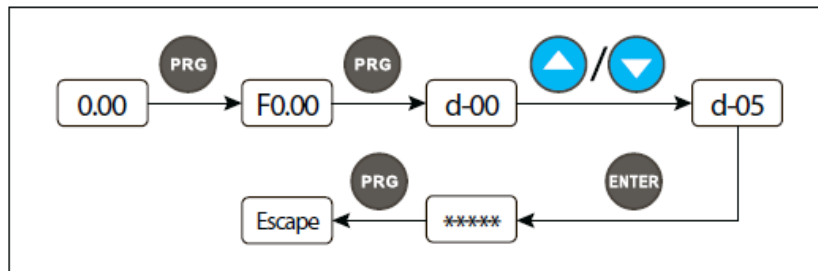 PRG PRG /
0.00 F0.00 d-00 d-05
PRG ENTER
Escape *****